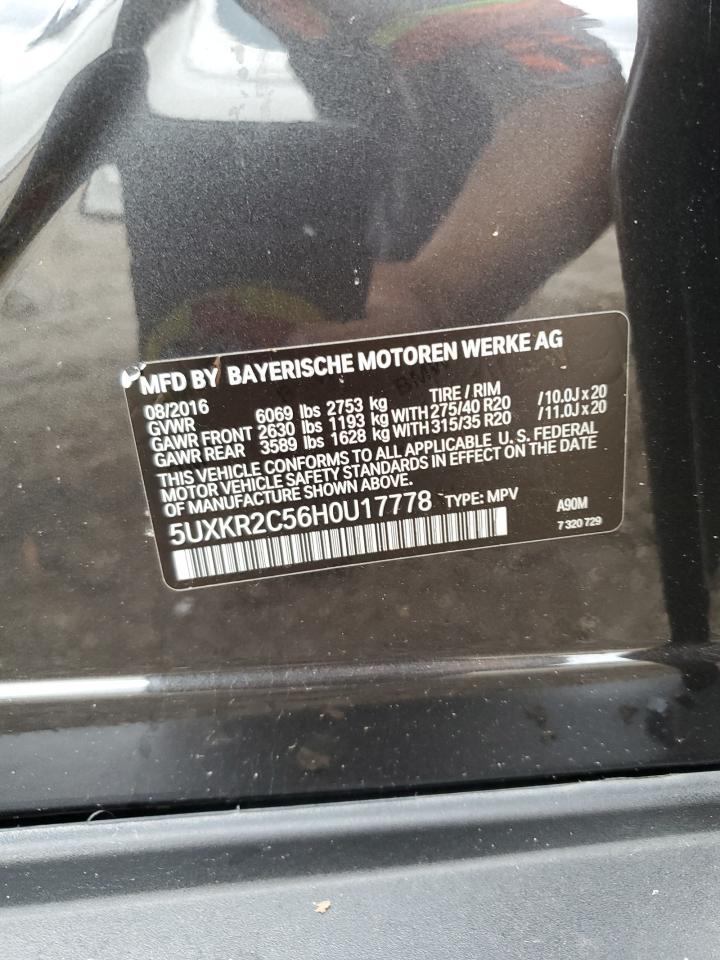 MFD BY BAYERISCHE MOTOREN WERKE AG
08/2016 TIRE / RIM
GVWR 6069 lbs 2753 kg
GAWR FRONT 2630 lbs 1193 kg WITH 275/40 R20 /10.0J x 20
GAWR REAR 3589 lbs 1628 kg WITH 315/35 R20 /11.0J x 20
THIS VEHICLE CONFORMS TO ALL APPLICABLE U. S. FEDERAL
MOTOR VEHICLE SAFETY STANDARDS IN EFFECT ON THE DATE
OF MANUFACTURE SHOWN ABOVE.
5UXKR2C56H0U17778 TYPE: MPV A90M
7 320 729